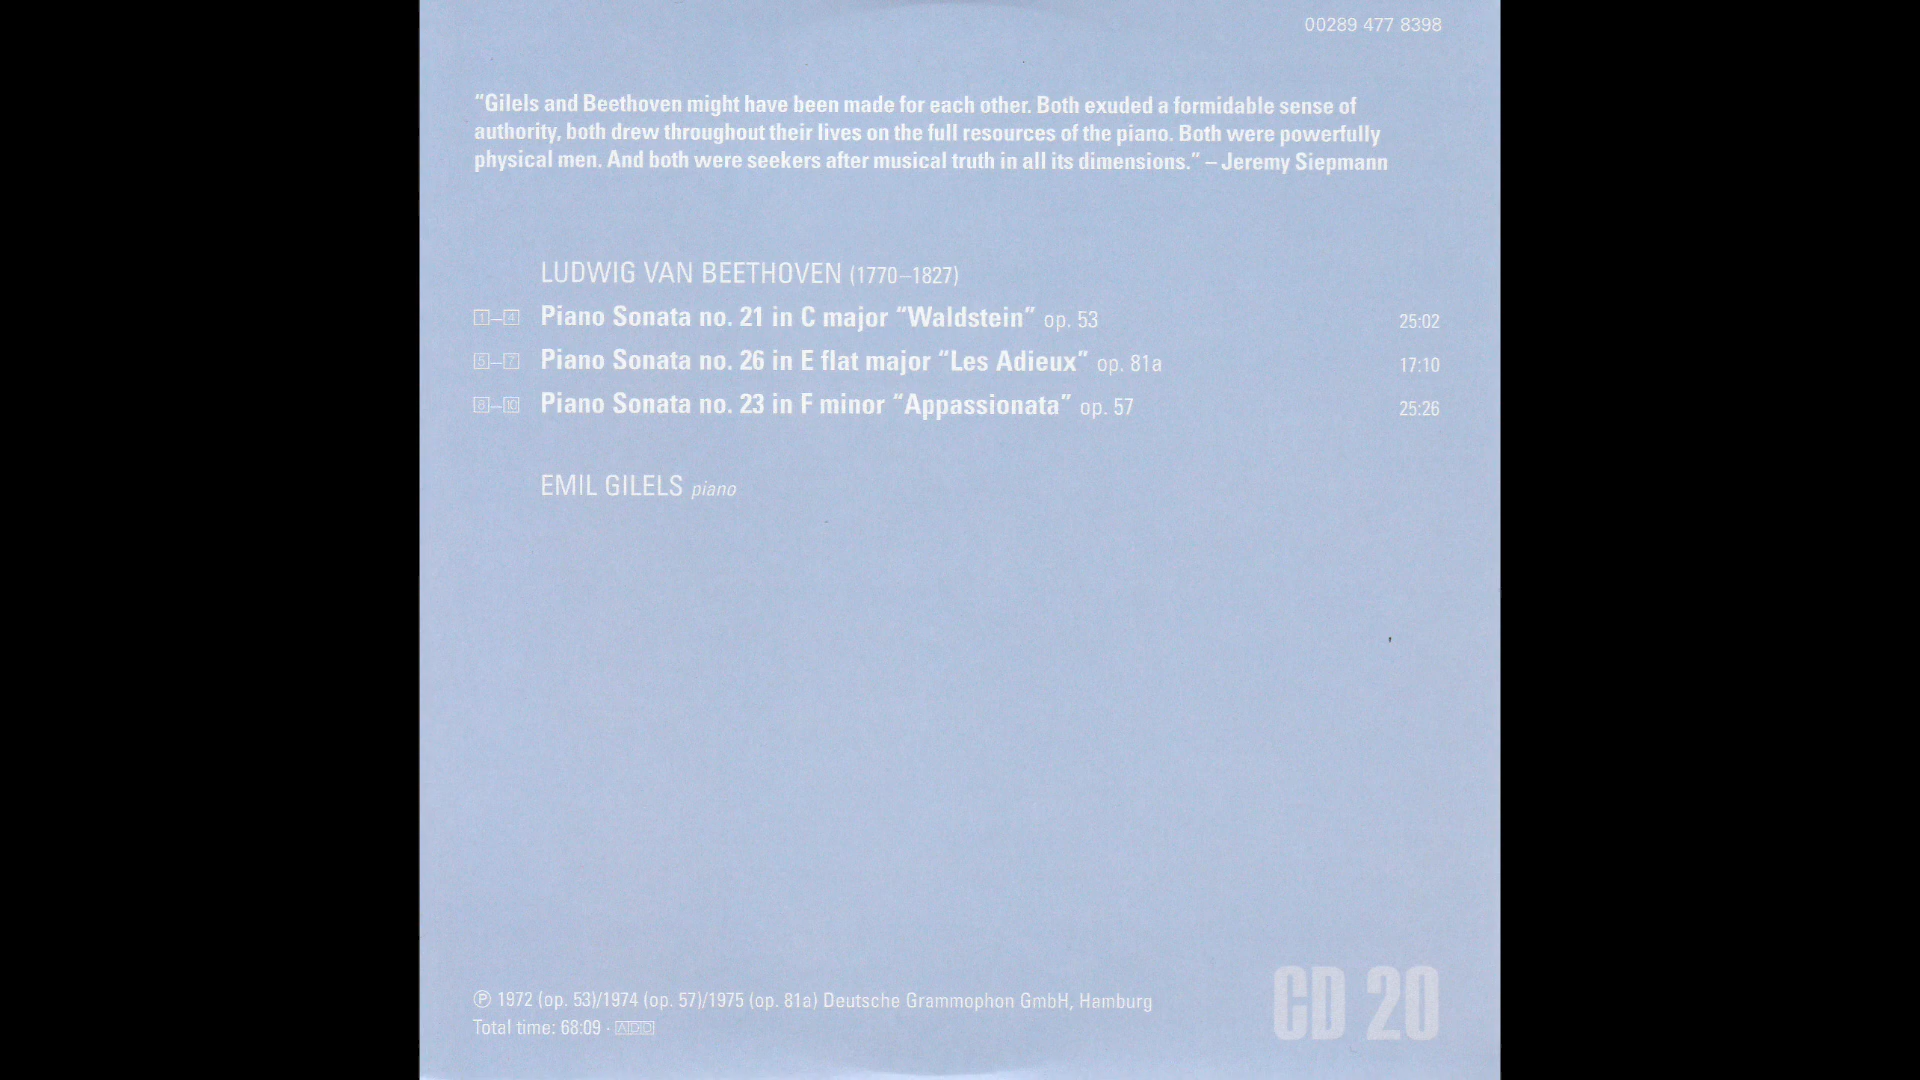 00289 477 8398
“Gilels and Beethoven might have been made for each other. Both exuded a formidable sense of
authority, both drew throughout their lives on the full resources of the piano. Both were powerfully
physical men. And both were seekers after musical truth in all its dimensions.” – Jeremy Siepmann
LUDWIG VAN BEETHOVEN (1770–1827)
1–4 Piano Sonata no. 21 in C major “Waldstein” op. 53 25:02
5–7 Piano Sonata no. 26 in E flat major “Les Adieux” op. 81a 17:10
8–10 Piano Sonata no. 23 in F minor “Appassionata” op. 57 25:26
EMIL GILELS piano
℗ 1972 (op. 53)/1974 (op. 57)/1975 (op. 81a) Deutsche Grammophon GmbH, Hamburg
Total time: 68:09 · ADD
CD 20